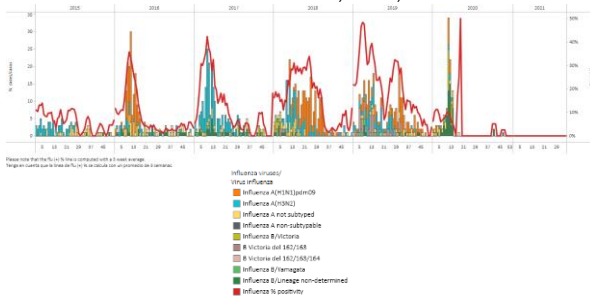 2015 2016 2017 2018 2019 2020 2021
35
30
25
20
15
10
5
0
50%
40%
30%
20%
10%
0%
Please note that the flu (+) % line is computed with a 3 week average.
Tenga en cuenta que la línea de flu (+) % se calcula con un promedio de 3 semanas.
Influenza viruses/
Virus influenza
Influenza A(H1N1)pdm09
Influenza A(H3N2)
Influenza A not subtyped
Influenza A non-subtypable
Influenza B/Victoria
B Victoria del 162/163
B Victoria del 162/163/164
Influenza B/Yamagata
Influenza B/Lineage non-determined
Influenza % positivity